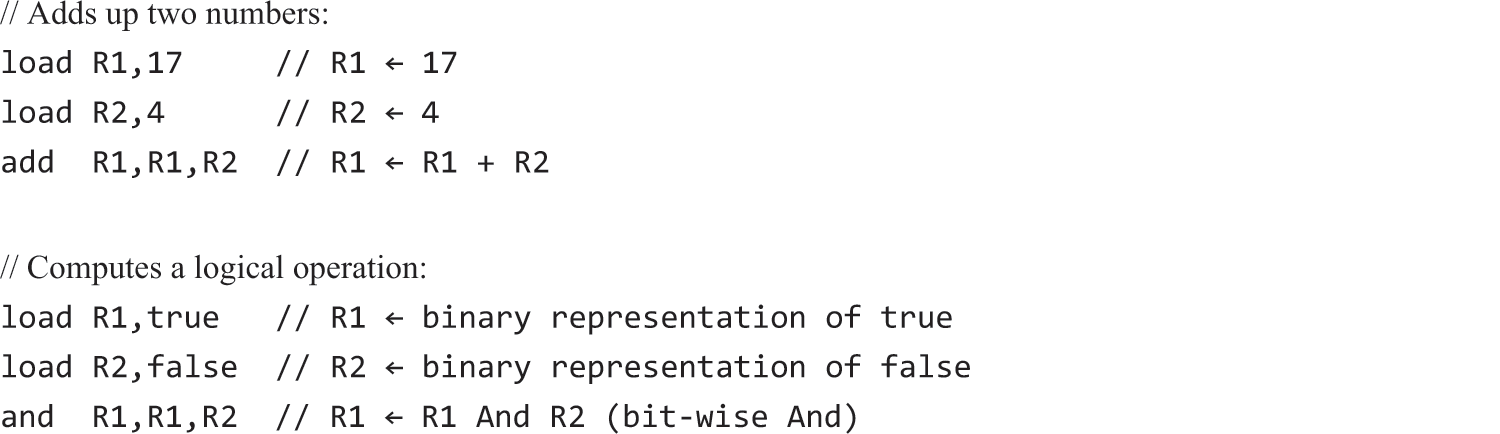 // Adds up two numbers:
load R1,17     // R1 ← 17
load R2,4      // R2 ← 4
add  R1,R1,R2  // R1 ← R1 + R2
// Computes a logical operation:
load R1,true   // R1 ← binary representation of true
load R2,false  // R2 ← binary representation of false
and  R1,R1,R2  // R1 ← R1 And R2 (bit-wise And)